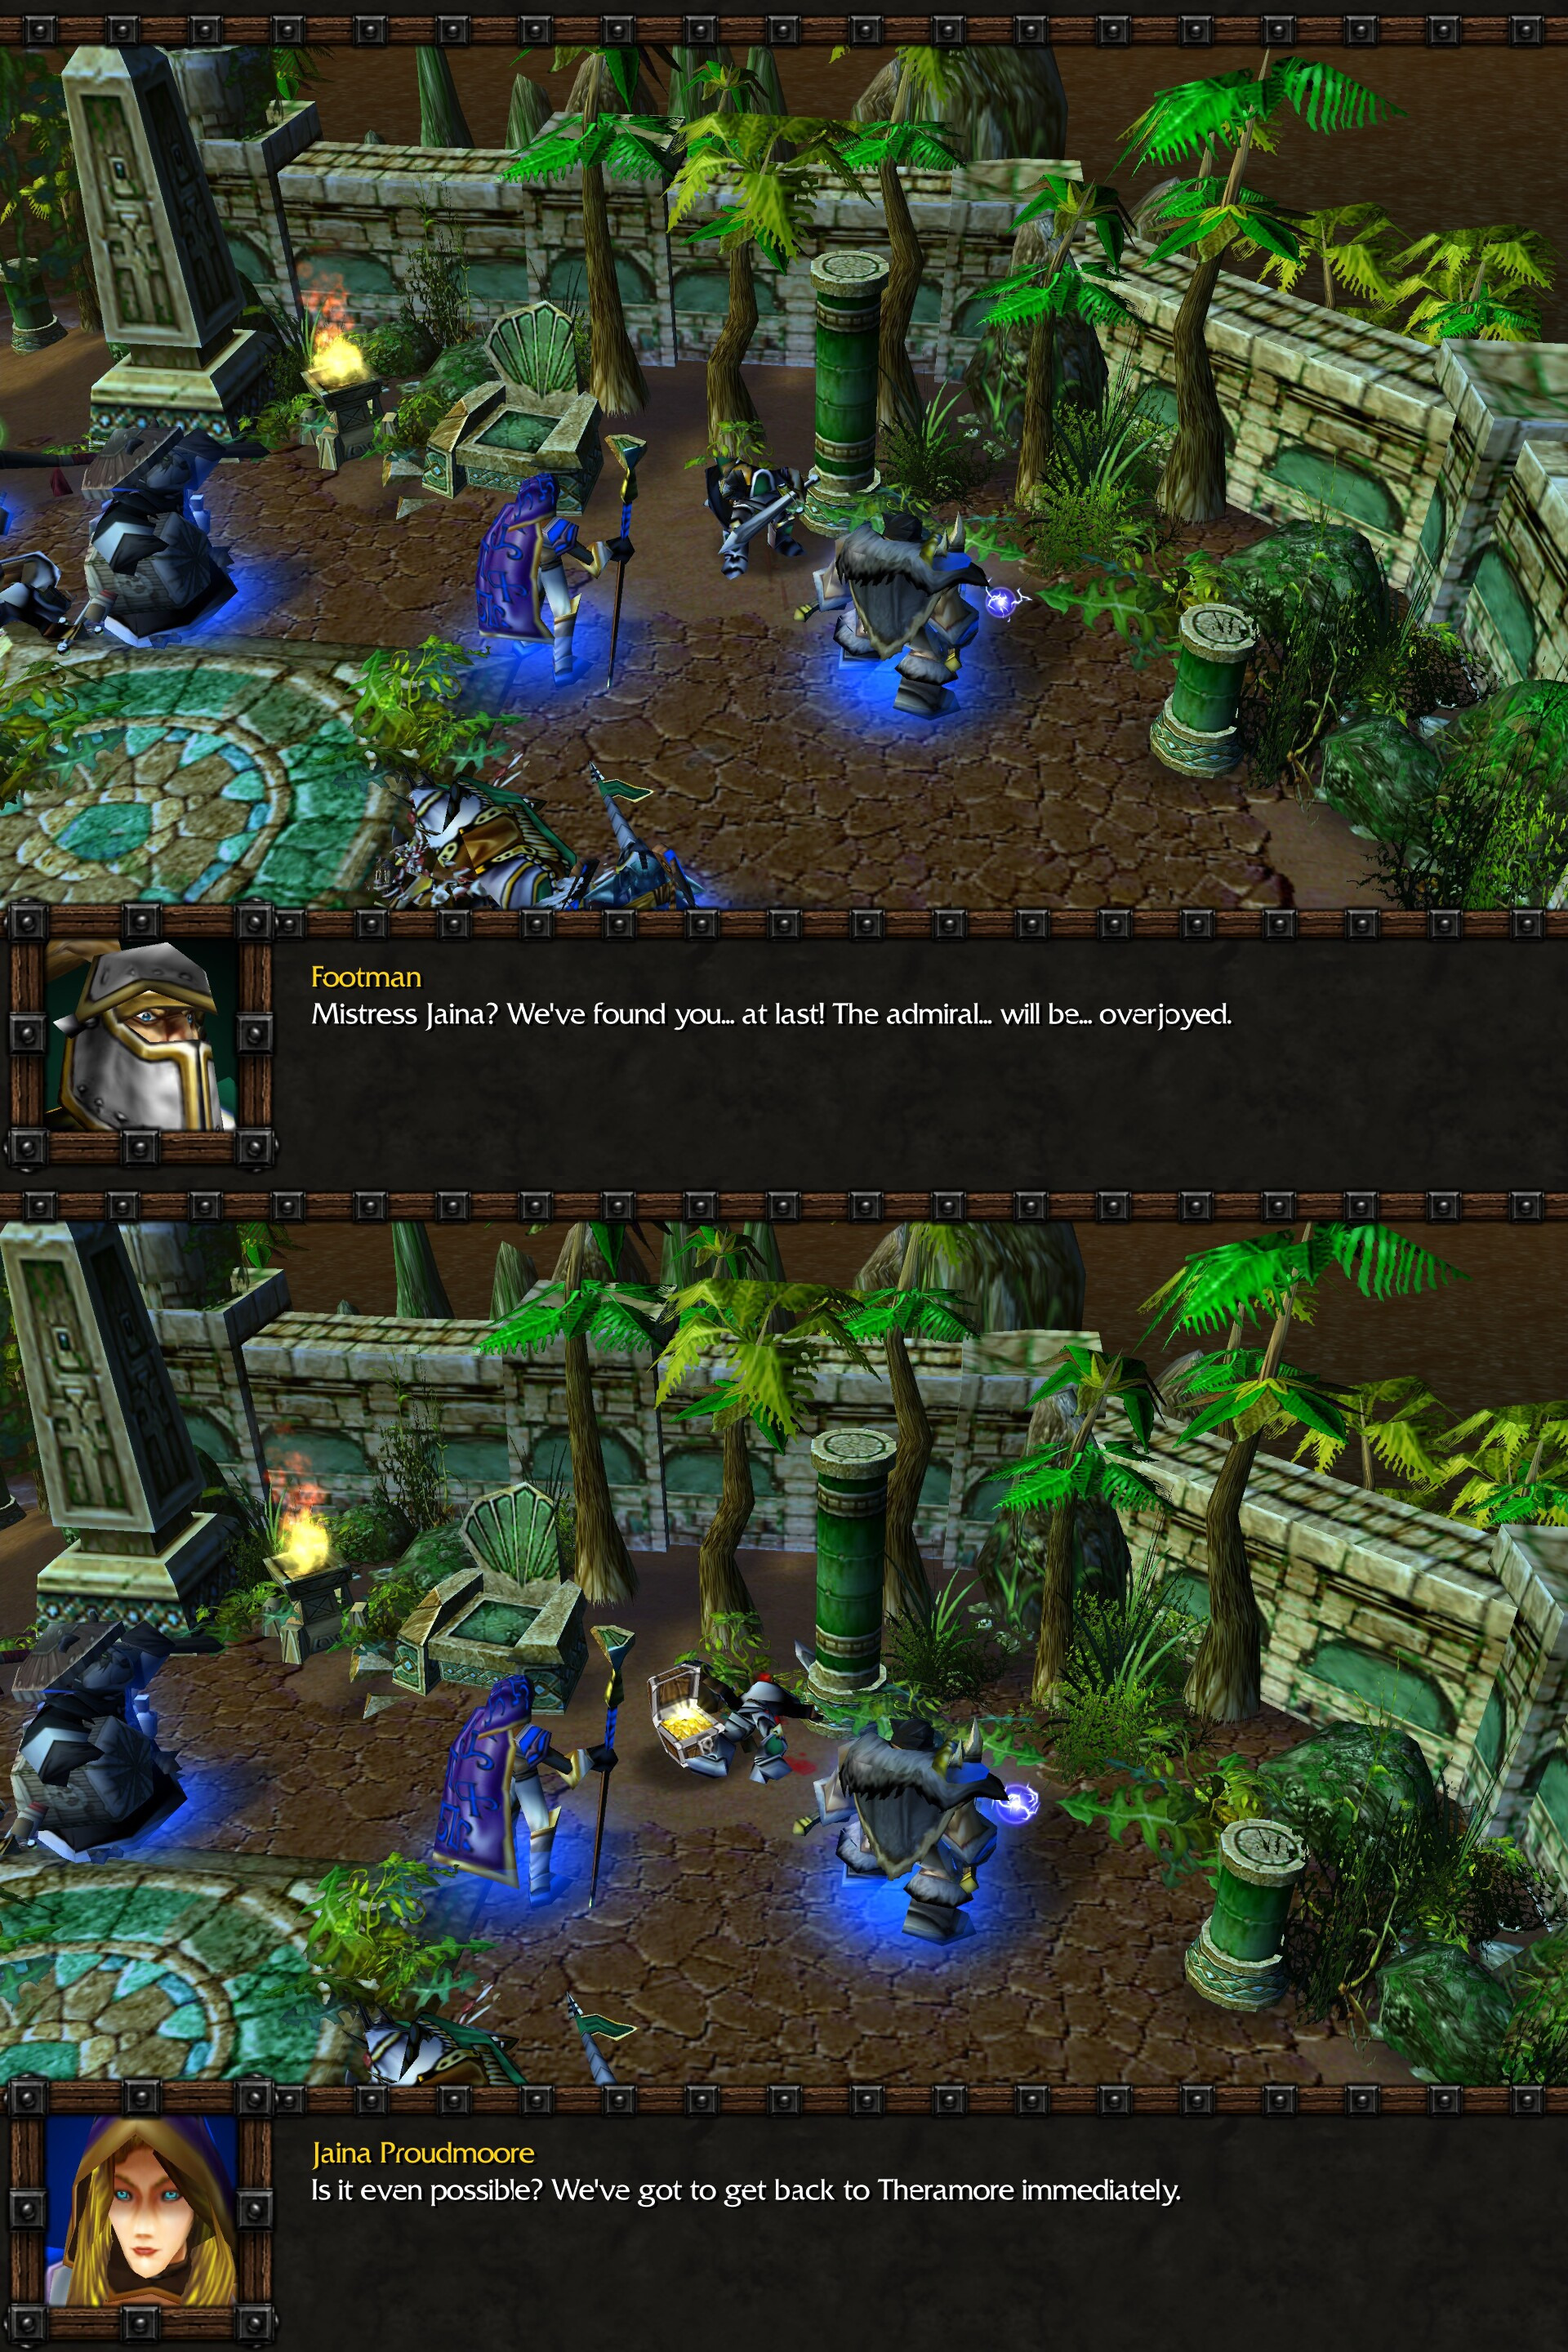 Footman
Mistress Jaina? We've found you... at last! The admiral... will be... overjoyed.
Jaina Proudmoore
Is it even possible? We've got to get back to Theramore immediately.